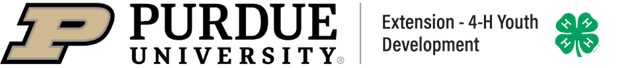 P
PURDUE
UNIVERSITY®
Extension - 4-H Youth
Development
H H
H H